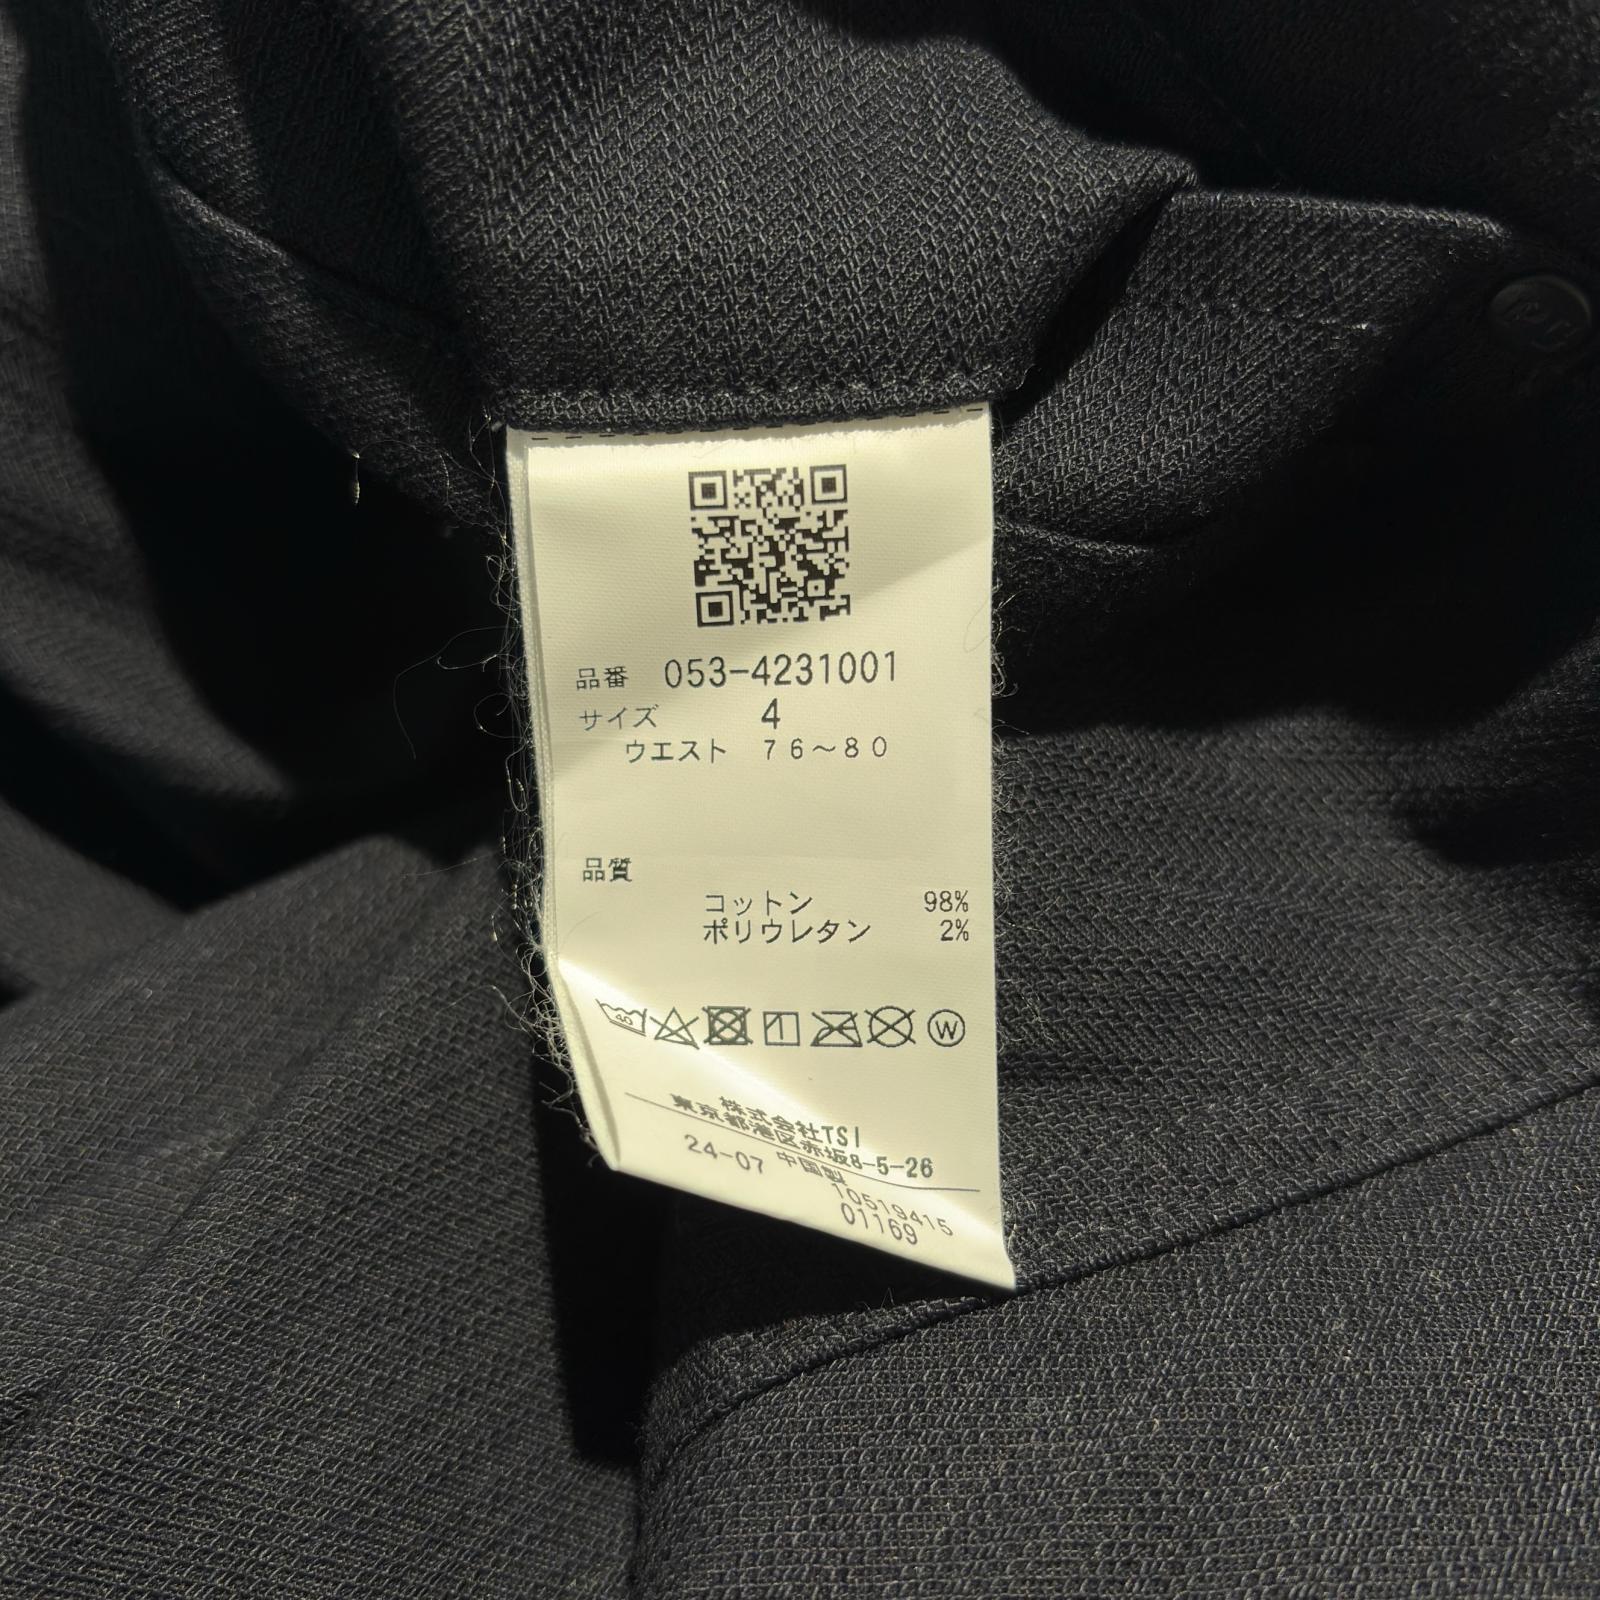 品番 053-4231001
サイズ 4
ウエスト 76～80
品質
コットン 98%
ポリウレタン 2%
W
株式会社TSI
東京都港区赤坂8-5-26
24-07 中国製
10519415
01169